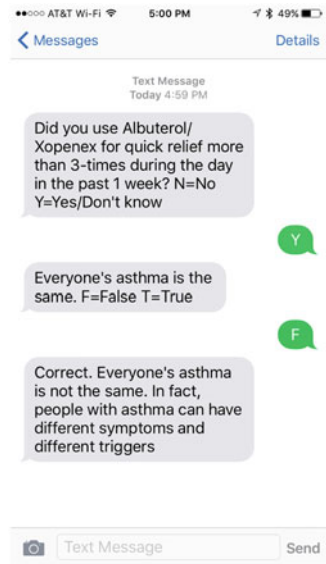 AT&T Wi-Fi 5:00 PM 49%
Messages Details
Text Message
Today 4:59 PM
Did you use Albuterol/
Xopenex for quick relief more
than 3-times during the day
in the past 1 week? N=No
Y=Yes/Don't know
Y
Everyone's asthma is the
same. F=False T=True
F
Correct. Everyone's asthma
is not the same. In fact,
people with asthma can have
different symptoms and
different triggers
Text Message Send